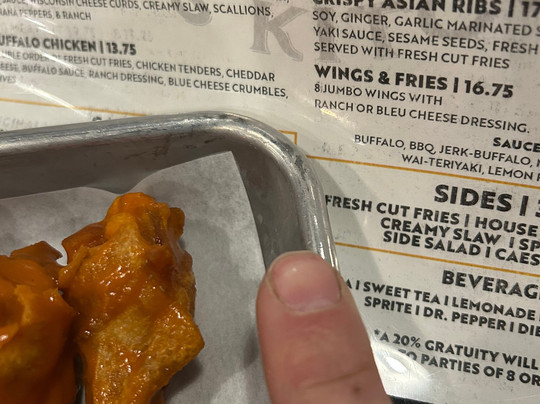 WISCONSIN CHEESE CURDS, CREAMY SLAW, SCALLIONS,
PEPPERS, & RANCH
BUFFALO CHICKEN | 13.75
FRESH CUT FRIES, CHICKEN TENDERS, CHEDDAR
BUFFALO SAUCE, RANCH DRESSING, BLUE CHEESE CRUMBLES,
CRISPY ASIAN RIBS | 17
SOY, GINGER, GARLIC MARINATED
YAKI SAUCE, SESAME SEEDS, FRESH
SERVED WITH FRESH CUT FRIES
WINGS & FRIES | 16.75
8 JUMBO WINGS WITH
RANCH OR BLEU CHEESE DRESSING.
SAUCE
BUFFALO, BBQ, JERK-BUFFALO,
WAI-TERIYAKI, LEMON
SIDES |
FRESH CUT FRIES | HOUSE
CREAMY SLAW | SP
SIDE SALAD | CAES
BEVERAG
A | SWEET TEA | LEMONADE
SPRITE | DR. PEPPER | DIE
*A 20% GRATUITY WILL
TO PARTIES OF 8 OR